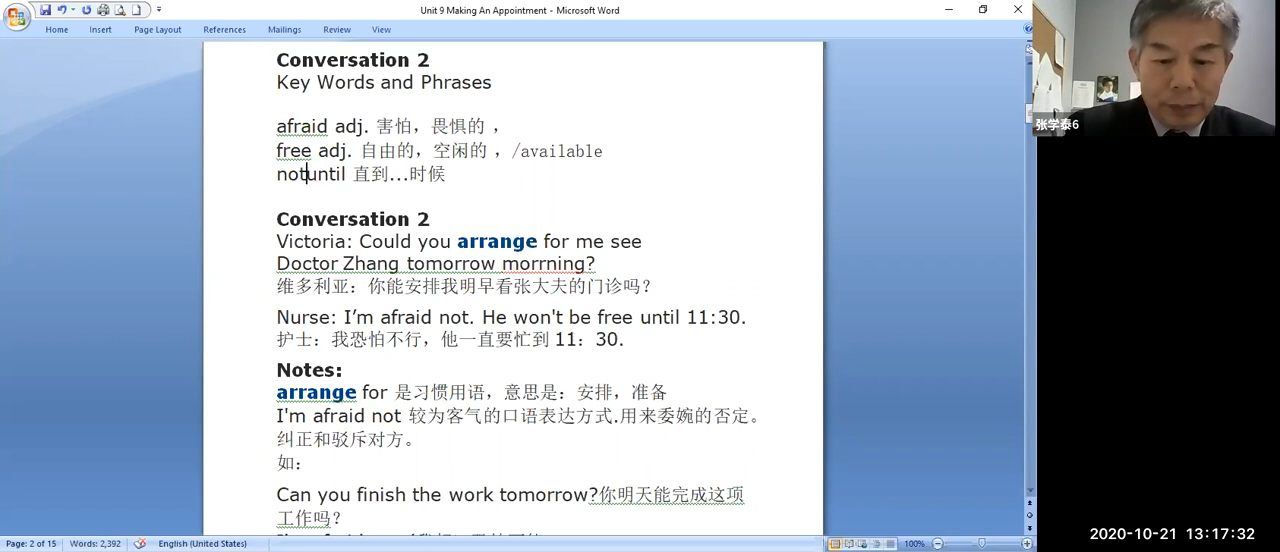 Unit 9 Making An Appointment - Microsoft Word
Home Insert Page Layout References Mailings Review View
Conversation 2
Key Words and Phrases
afraid adj. 害怕，畏惧的 ，
free adj. 自由的，空闲的 ，/available
notuntil 直到...时候
Conversation 2
Victoria: Could you arrange for me see
Doctor Zhang tomorrow morrning?
维多利亚：你能安排我明早看张大夫的门诊吗？
Nurse: I’m afraid not. He won't be free until 11:30.
护士：我恐怕不行，他一直要忙到 11：30.
Notes:
arrange for 是习惯用语，意思是：安排，准备
I'm afraid not 较为客气的口语表达方式.用来委婉的否定。
纠正和驳斥对方。
如：
Can you finish the work tomorrow?你明天能完成这项
工作吗？
张学泰6
Page: 2 of 15 Words: 2,392 English (United States) 100%
2020-10-21 13:17:32